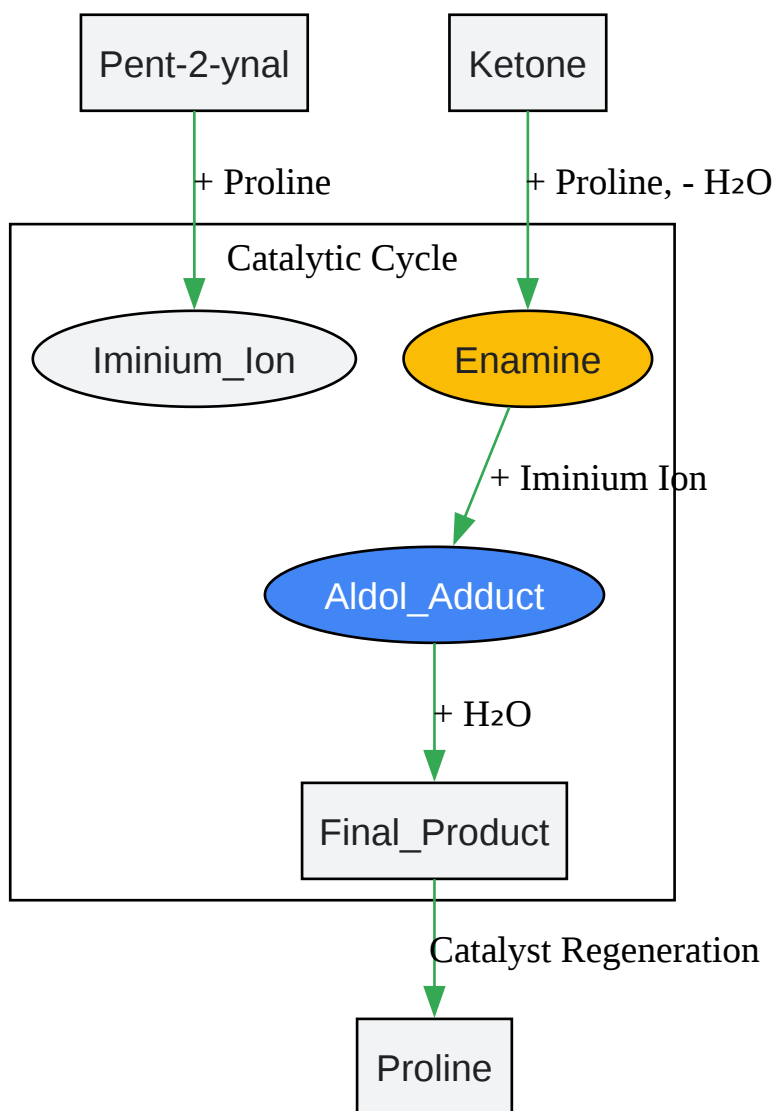 Pent-2-ynal
Ketone
+ Proline
+ Proline, - H₂O
Catalytic Cycle
Iminium_Ion
Enamine
+ Iminium Ion
Aldol_Adduct
+ H₂O
Final_Product
Catalyst Regeneration
Proline